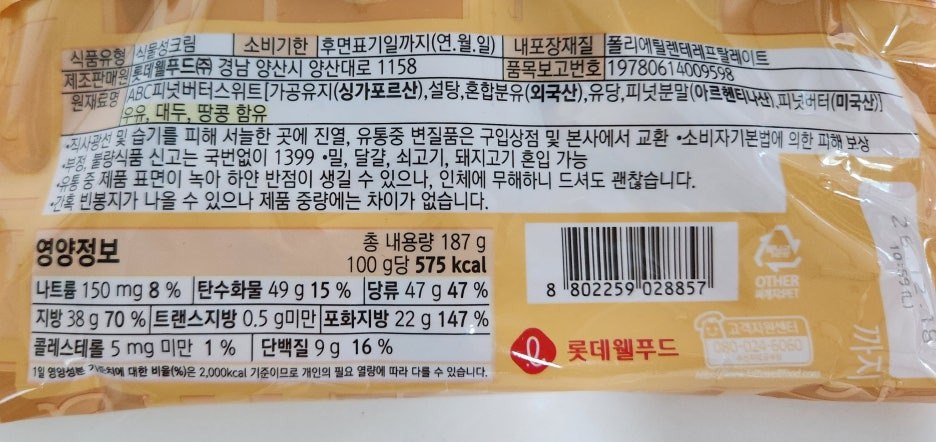 식품유형 식물성크림 소비기한 후면표기일까지(연.월.일) 내포장재질 폴리에틸렌테레프탈레이트
제조판매원 롯데웰푸드㈜ 경남 양산시 양산대로 1158 품목보고번호 19780614009598
원재료명 ABC피넛버터스위트[가공유지(싱가포르산),설탕,혼합분유(외국산),유당,피넛분말(아르헨티나산),피넛버터(미국산)]
우유, 대두, 땅콩 함유
•직사광선 및 습기를 피해 서늘한 곳에 진열, 유통중 변질품은 구입상점 및 본사에서 교환 •소비자기본법에 의한 피해 보상
•부정, 불량식품 신고는 국번없이 1399 •밀, 달걀, 쇠고기, 돼지고기 혼입 가능
•유통 중 제품 표면이 녹아 하얀 반점이 생길 수 있으나, 인체에 무해하니 드셔도 괜찮습니다.
•간혹 빈봉지가 나올 수 있으나 제품 중량에는 차이가 없습니다.
영양정보
총 내용량 187 g
100 g당 575 kcal
나트륨 150 mg 8 % 탄수화물 49 g 15 % 당류 47 g 47 %
지방 38 g 70 % 트랜스지방 0.5 g미만 포화지방 22 g 147 %
콜레스테롤 5 mg 미만 1 % 단백질 9 g 16 %
1일 영양성분 기준치에 대한 비율(%)은 2,000kcal 기준이므로 개인의 필요 열량에 따라 다를 수 있습니다.
8 802259 028857
OTHER
롯데웰푸드
고객지원센터
080-024-6060
까지